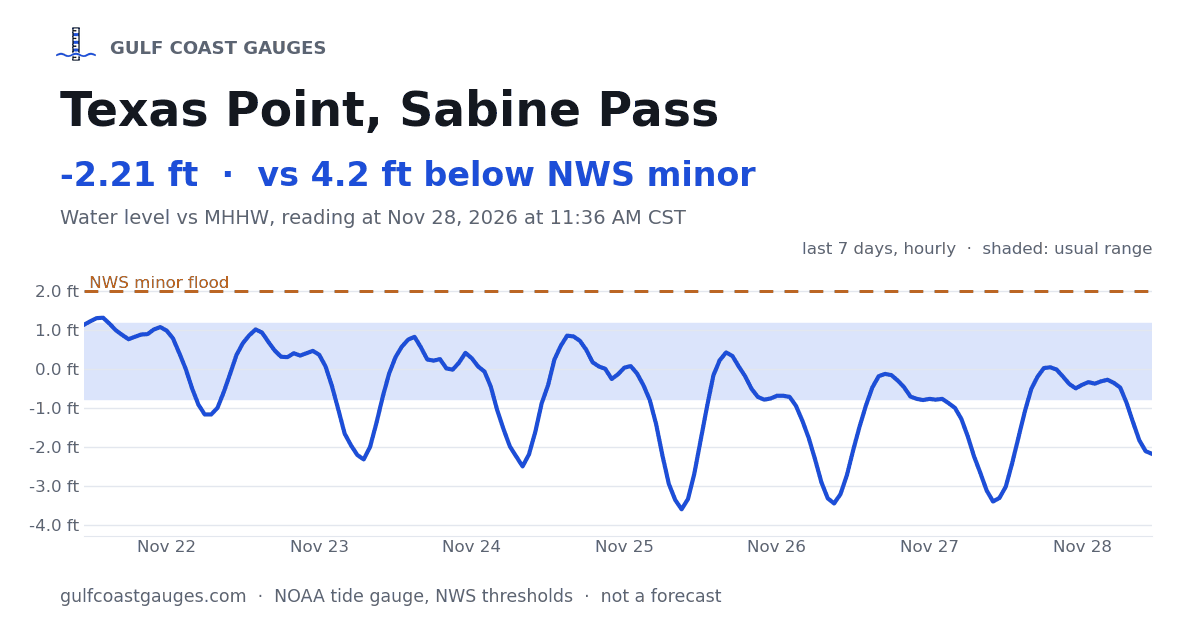 GULF COAST GAUGES
Texas Point, Sabine Pass
-2.21 ft · vs 4.2 ft below NWS minor
Water level vs MHHW, reading at Nov 28, 2026 at 11:36 AM CST
last 7 days, hourly · shaded: usual range
NWS minor flood
2.0 ft
1.0 ft
0.0 ft
-1.0 ft
-2.0 ft
-3.0 ft
-4.0 ft
Nov 22 Nov 23 Nov 24 Nov 25 Nov 26 Nov 27 Nov 28
gulfcoastgauges.com · NOAA tide gauge, NWS thresholds · not a forecast